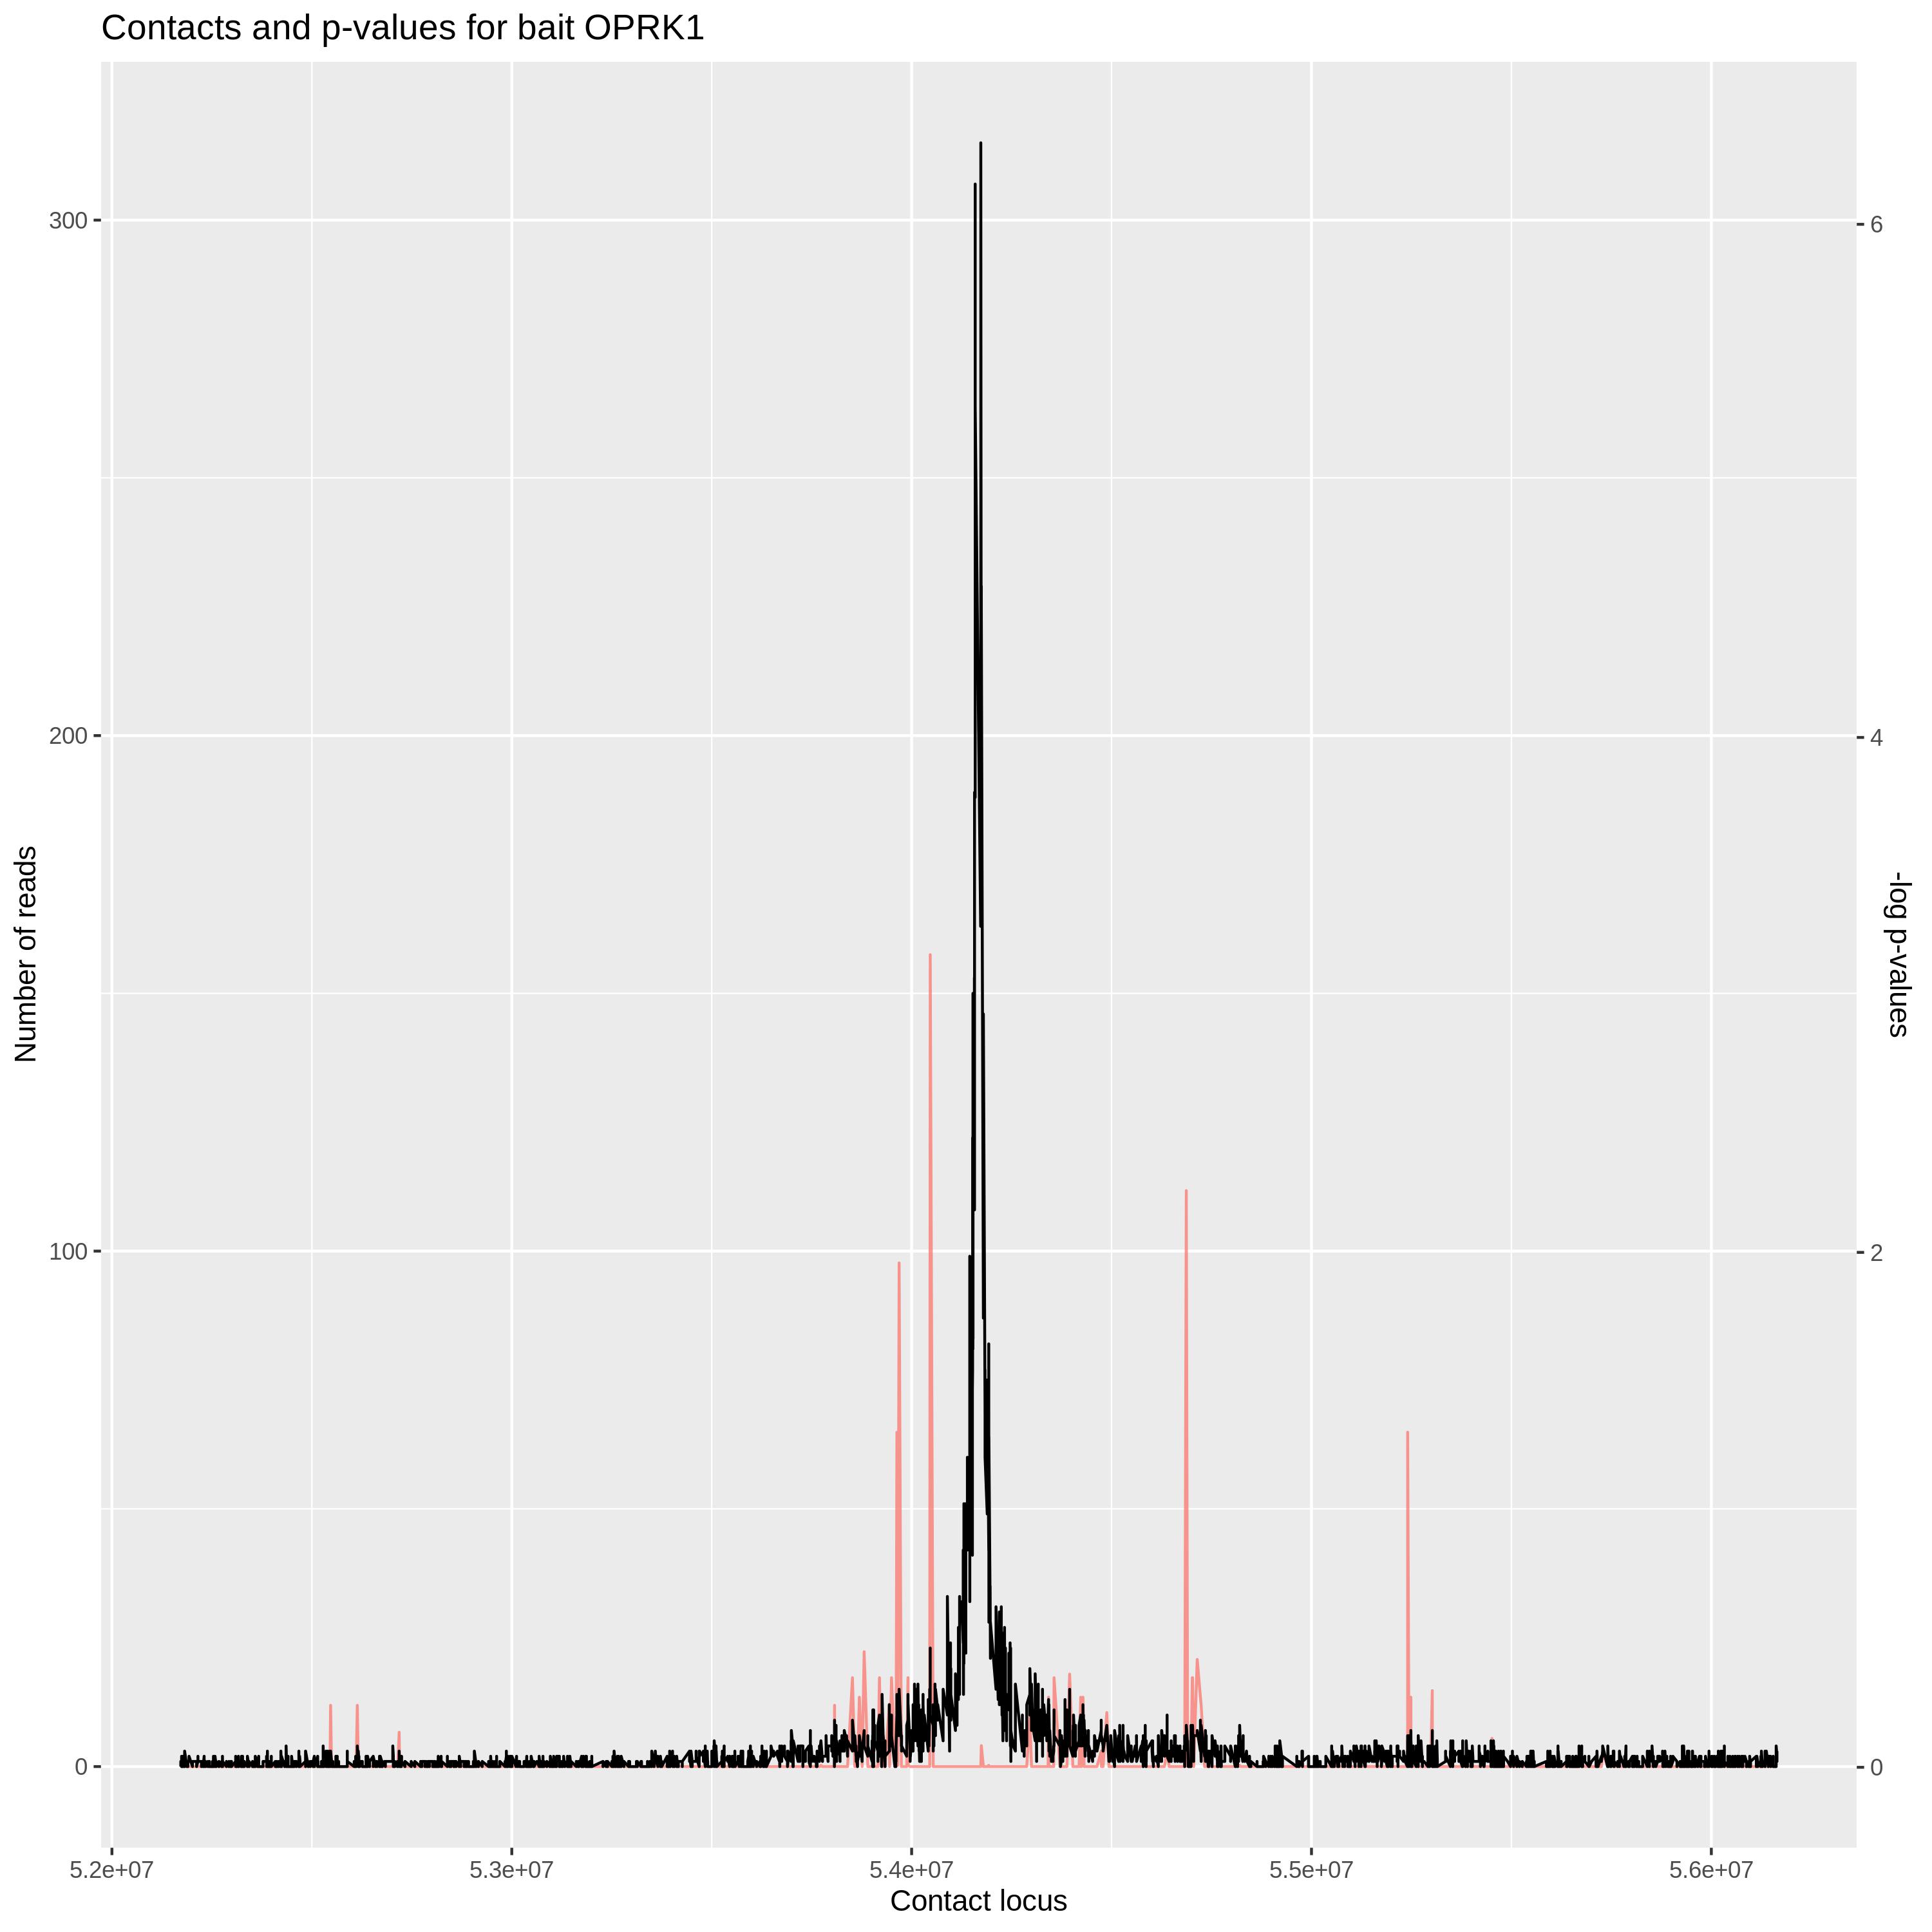 Contacts and p-values for bait OPRK1
300
200
100
0
6
4
2
0
Number of reads
-log p-values
5.2e+07 5.3e+07 5.4e+07 5.5e+07 5.6e+07
Contact locus